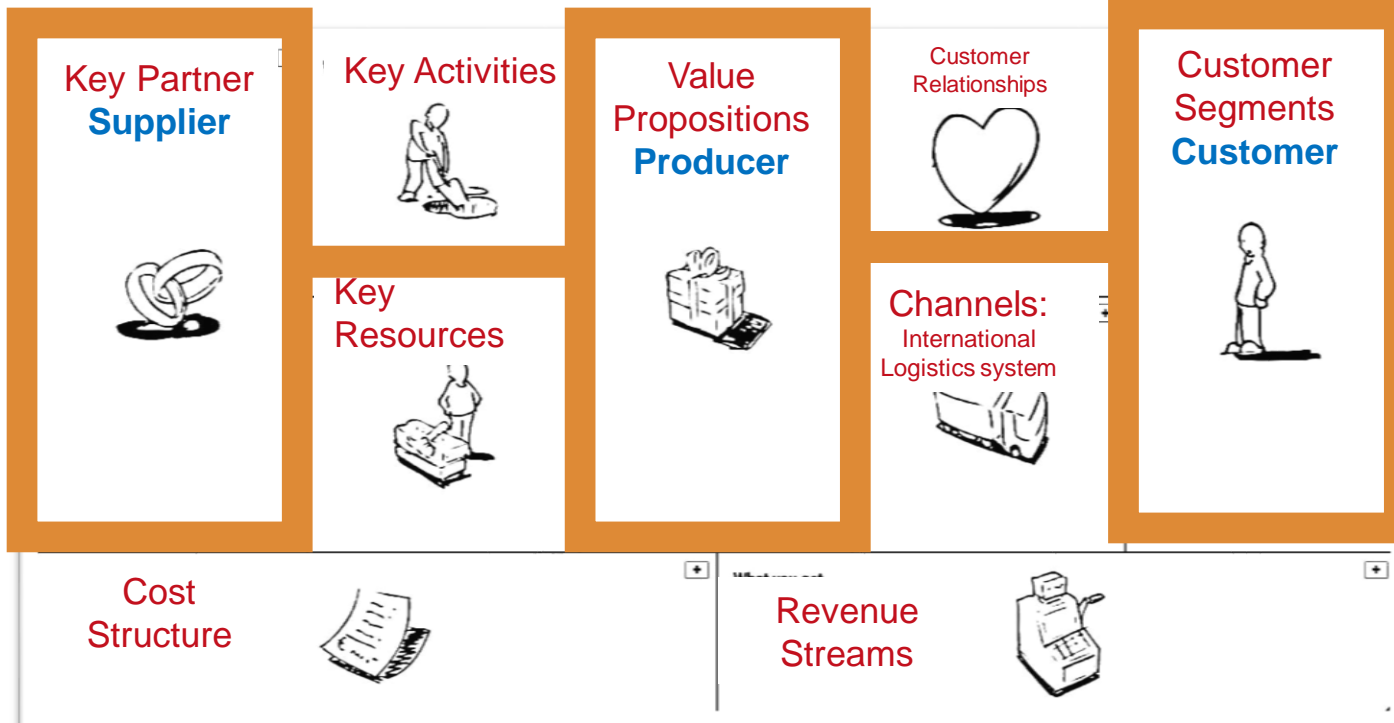 Key Partner
Supplier
Key Activities
Key
Resources
Value
Propositions
Producer
Customer
Relationships
Channels:
International
Logistics system
Customer
Segments
Customer
Cost
Structure
Revenue
Streams